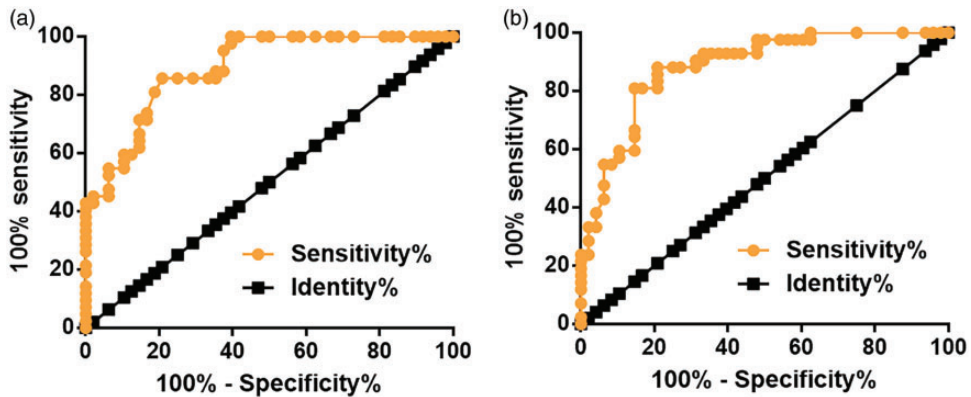 (a)
100% sensitivity
100
80
60
40
20
0
Sensitivity%
Identity%
0 20 40 60 80 100
100% - Specificity%
(b)
100% sensitivity
100
80
60
40
20
0
Sensitivity%
Identity%
0 20 40 60 80 100
100% - Specificity%